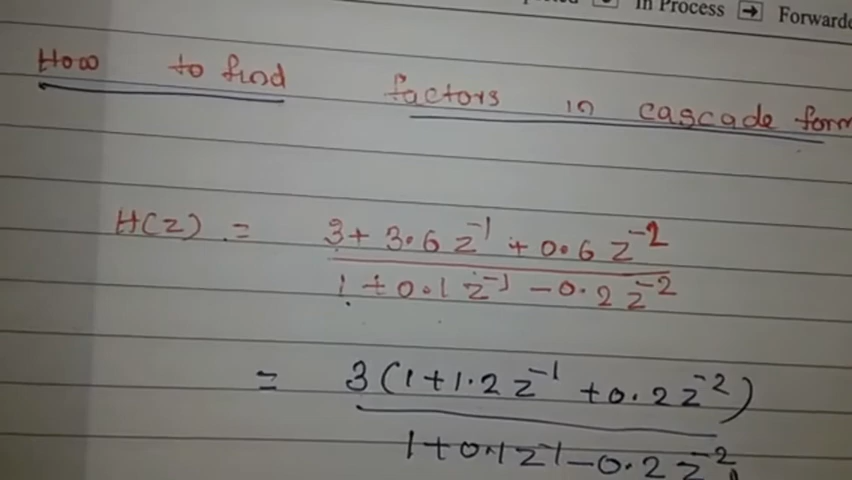 In Process → Forwarde
How to find factors in cascade form
H(z) = 3 + 3.6 z⁻¹ + 0.6 z⁻²
1 + 0.1 z⁻¹ - 0.2 z⁻²
= 3(1 + 1.2 z⁻¹ + 0.2 z⁻²)
1 + 0.1 z⁻¹ - 0.2 z⁻²